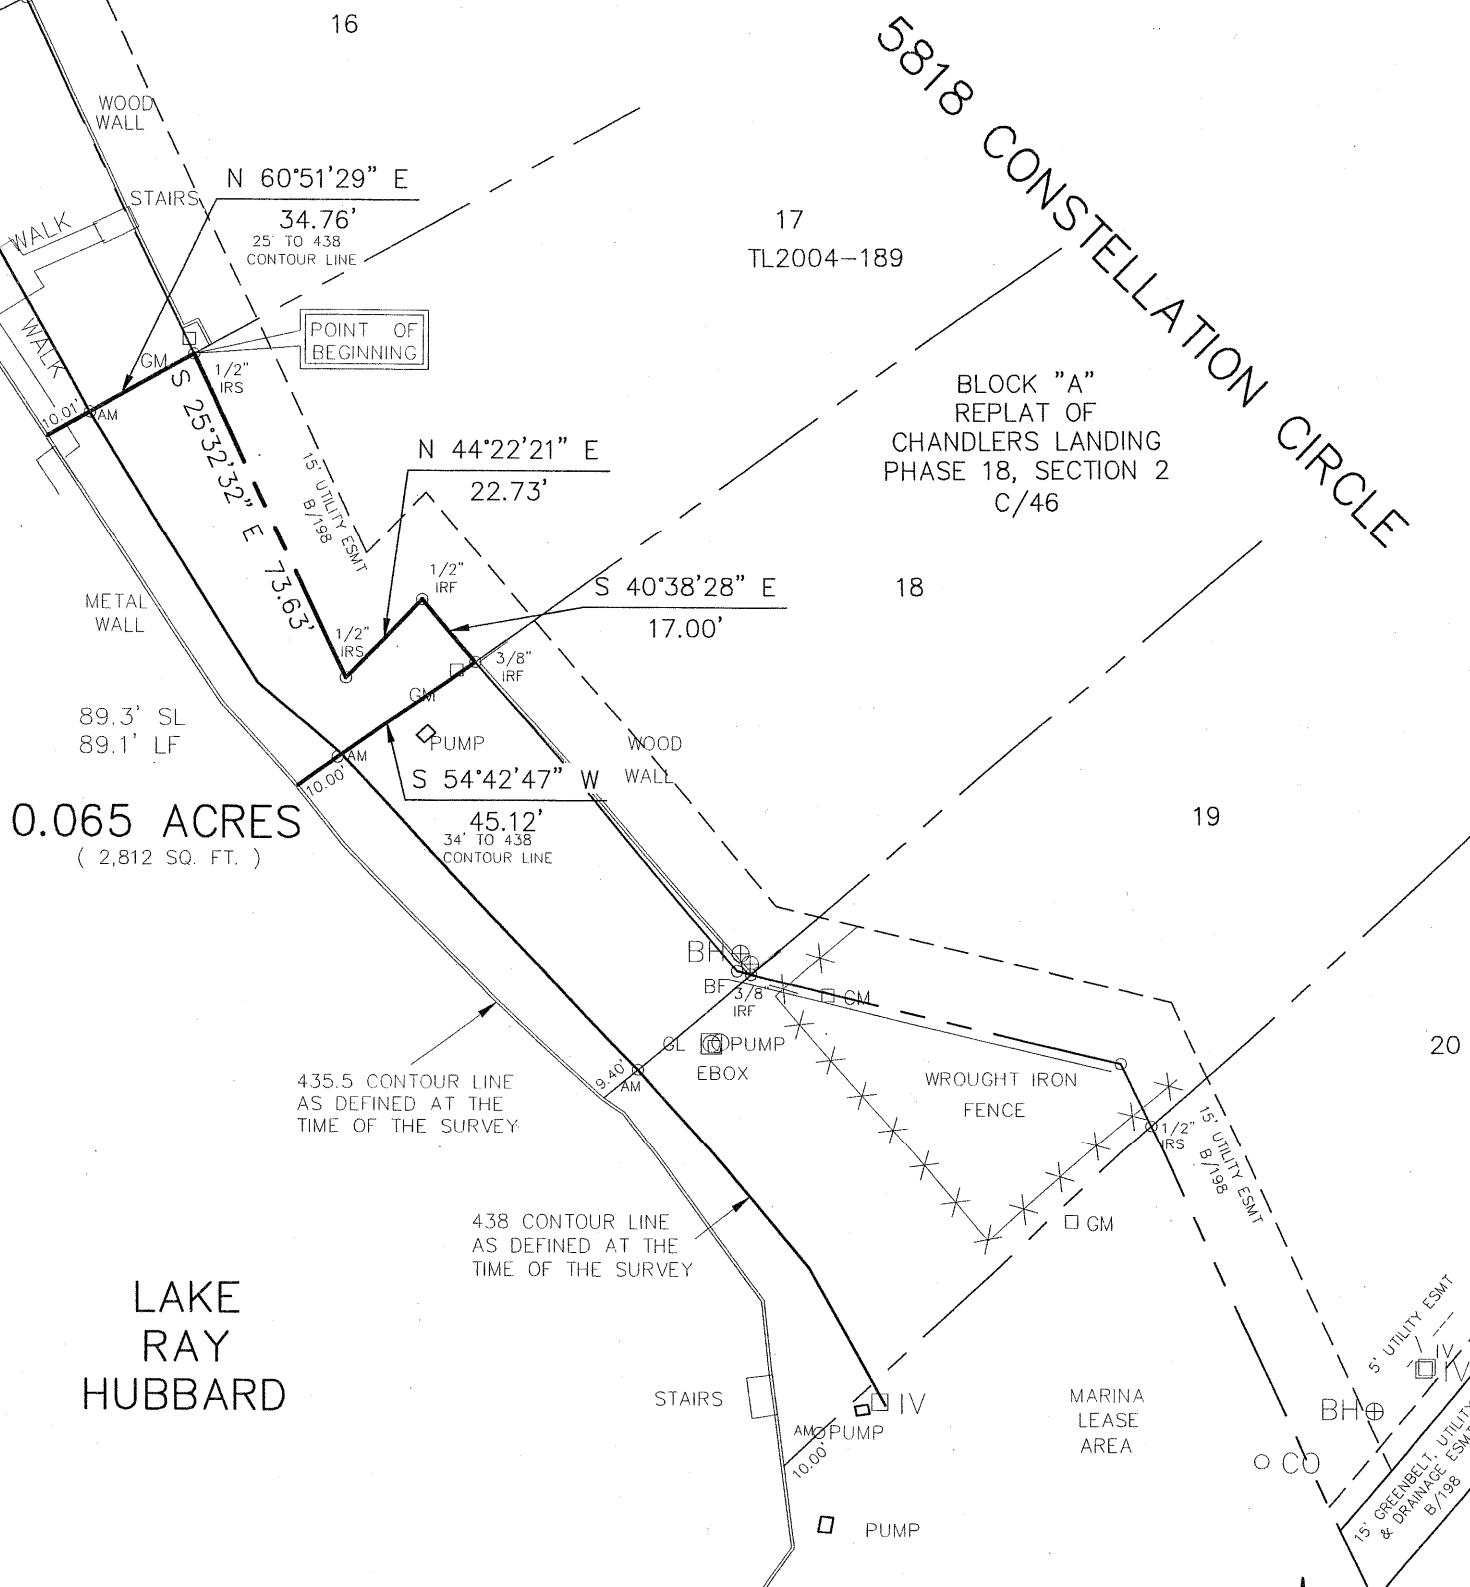 16
5818 CONSTELLATION CIRCLE
WOOD
WALL
N 60°51'29" E
34.76'
25' TO 438
CONTOUR LINE
STAIRS
WALK
17
TL2004-189
WALK
POINT OF
BEGINNING
GM
1/2"
IRS
10.01'
AM
S 25°32'32" E 73.63'
BLOCK "A"
REPLAT OF
CHANDLERS LANDING
PHASE 18, SECTION 2
C/46
N 44°22'21" E
22.73'
15' UTILITY ESMT
B/198
1/2"
IRF
S 40°38'28" E
17.00'
18
METAL
WALL
1/2"
IRS
3/8"
IRF
GM
89.3' SL
89.1' LF
PUMP
WOOD
WALL
AM
10.00'
S 54°42'47" W
45.12'
34' TO 438
CONTOUR LINE
0.065 ACRES
( 2,812 SQ. FT. )
19
BH
BF
3/8"
IRF
GM
GL
PUMP
EBOX
20
9.40'
AM
435.5 CONTOUR LINE
AS DEFINED AT THE
TIME OF THE SURVEY
WROUGHT IRON
FENCE
1/2"
IRS
15' UTILITY ESMT
B/198
GM
438 CONTOUR LINE
AS DEFINED AT THE
TIME OF THE SURVEY
LAKE
RAY
HUBBARD
STAIRS
IV
AM
PUMP
10.00'
MARINA
LEASE
AREA
5' UTILITY ESMT
IV
IV
BH
CO
15' GREENBELT, UTILITY
& DRAINAGE ESMT
B/198
PUMP